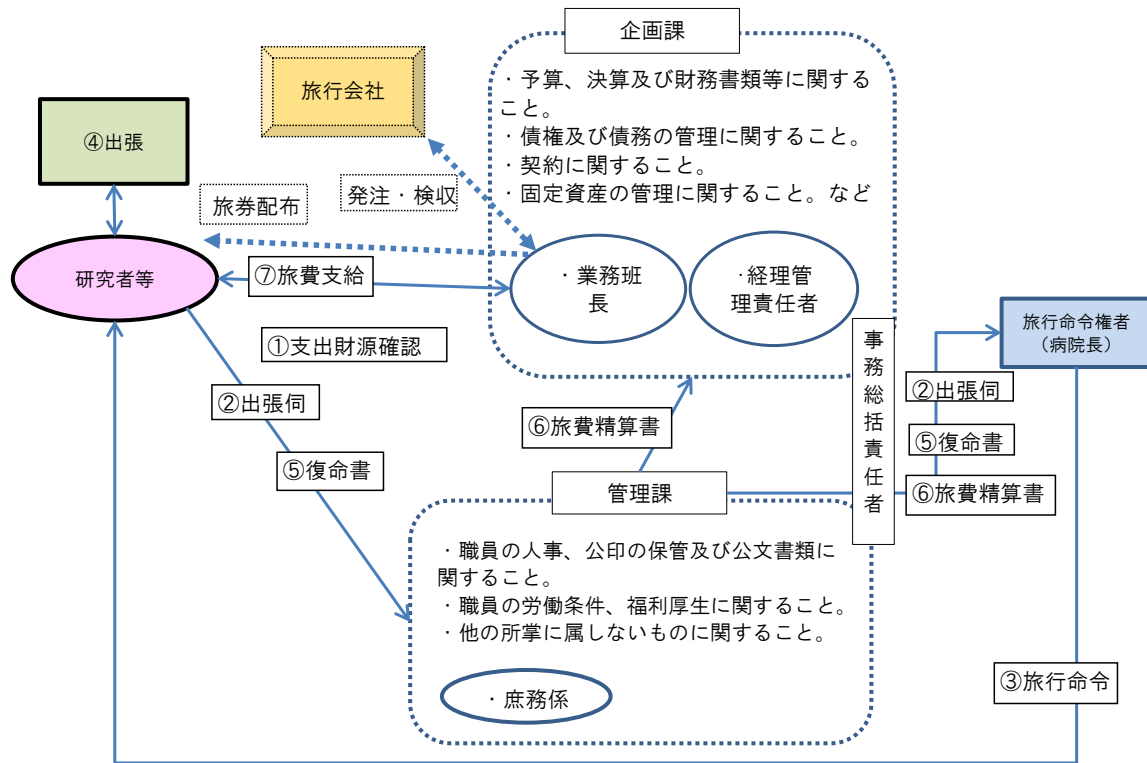 企画課
旅行会社
・予算、決算及び財務書類等に関する
こと。
・債権及び債務の管理に関すること。
・契約に関すること。
・固定資産の管理に関すること。など
④出張
発注・検収
旅券配布
研究者等
⑦旅費支給
・業務班
長
・経理管
理責任者
①支出財源確認
事務総括責任者
旅行命令権者
（病院長）
②出張伺
②出張伺
⑥旅費精算書
⑤復命書
⑤復命書
⑥旅費精算書
管理課
・職員の人事、公印の保管及び公文書類に
関すること。
・職員の労働条件、福利厚生に関すること。
・他の所掌に属しないものに関すること。
・庶務係
③旅行命令